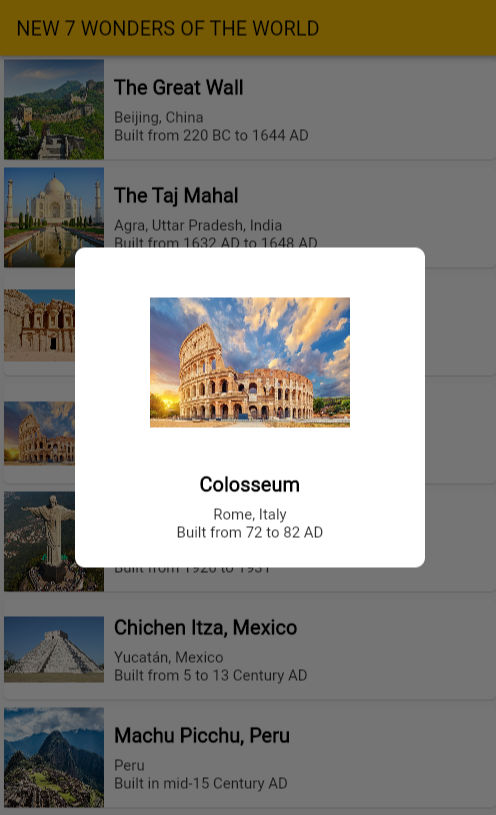 NEW 7 WONDERS OF THE WORLD
The Great Wall
Beijing, China
Built from 220 BC to 1644 AD
The Taj Mahal
Agra, Uttar Pradesh, India
Built from 1632 AD to 1648 AD
Colosseum
Rome, Italy
Built from 72 to 82 AD
Built from 1926 to 1931
Chichen Itza, Mexico
Yucatán, Mexico
Built from 5 to 13 Century AD
Machu Picchu, Peru
Peru
Built in mid-15 Century AD